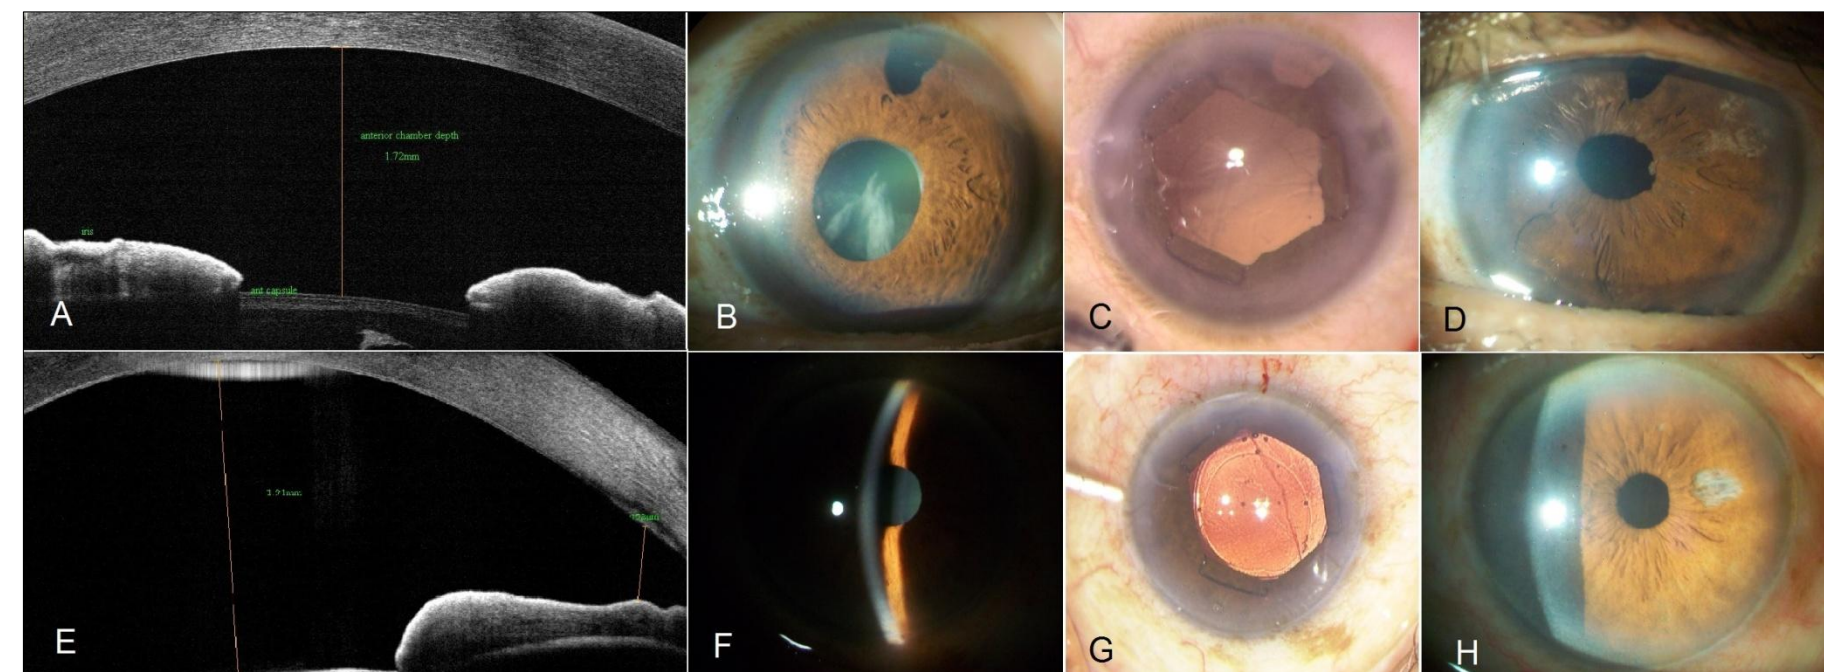 anterior chamber depth
1.72mm
iris
ant capsule
A
B
C
D
E
F
G
H